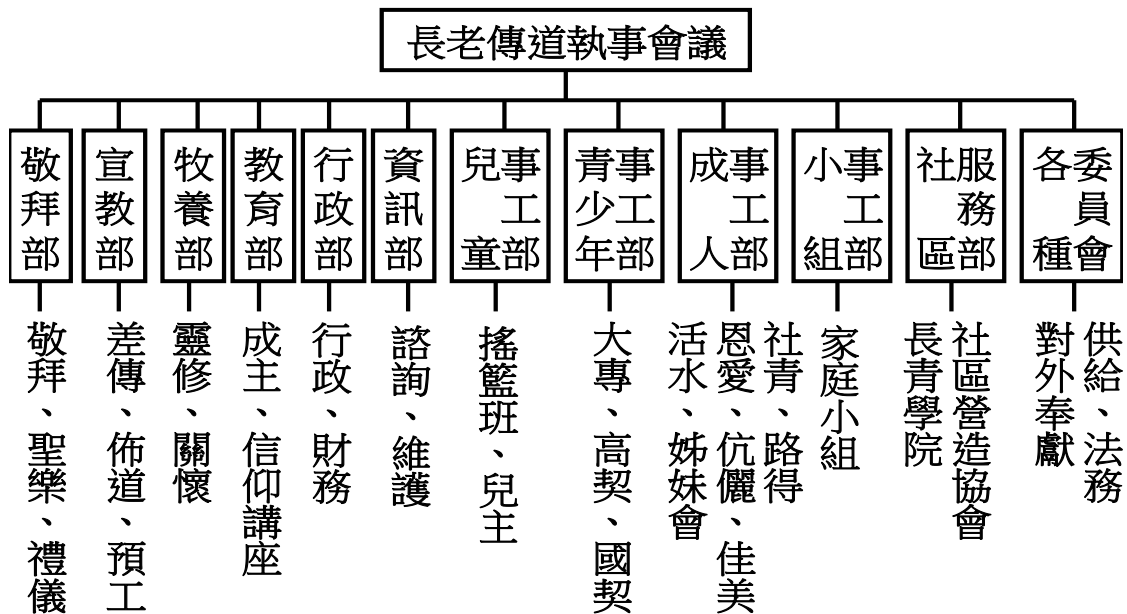 長老傳道執事會議
敬拜部
宣教部
牧養部
教育部
行政部
資訊部
兒童
事工部
青少年
事工部
成人
事工部
小組
事工部
社區
服務部
各種
委員會
敬拜、聖樂、禮儀
差傳、佈道、預工
靈修、關懷
成主、信仰講座
行政、財務
諮詢、維護
搖籃班、兒主
大專、高契、國契
社青、路得
恩愛、伉儷、佳美
活水、姊妹會
家庭小組
社區營造協會
長青學院
供給、法務
對外奉獻